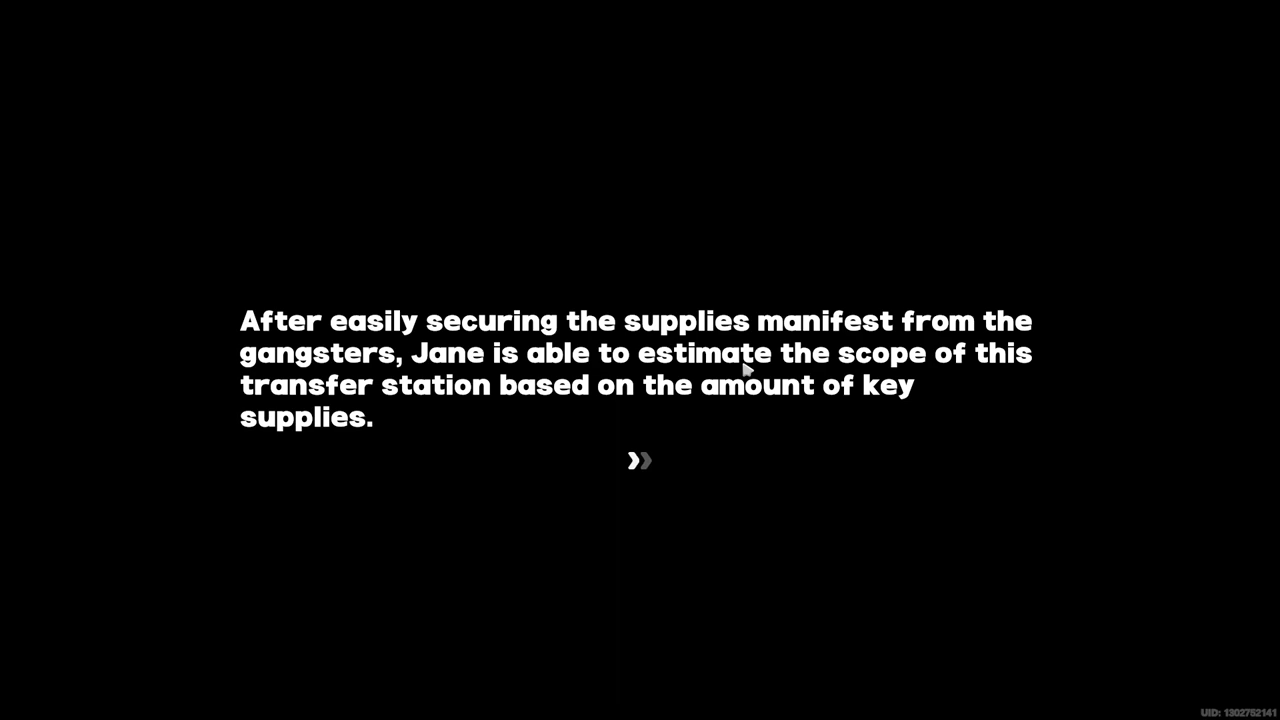 After easily securing the supplies manifest from the
gangsters, Jane is able to estimate the scope of this
transfer station based on the amount of key
supplies.
UID: 1302752141